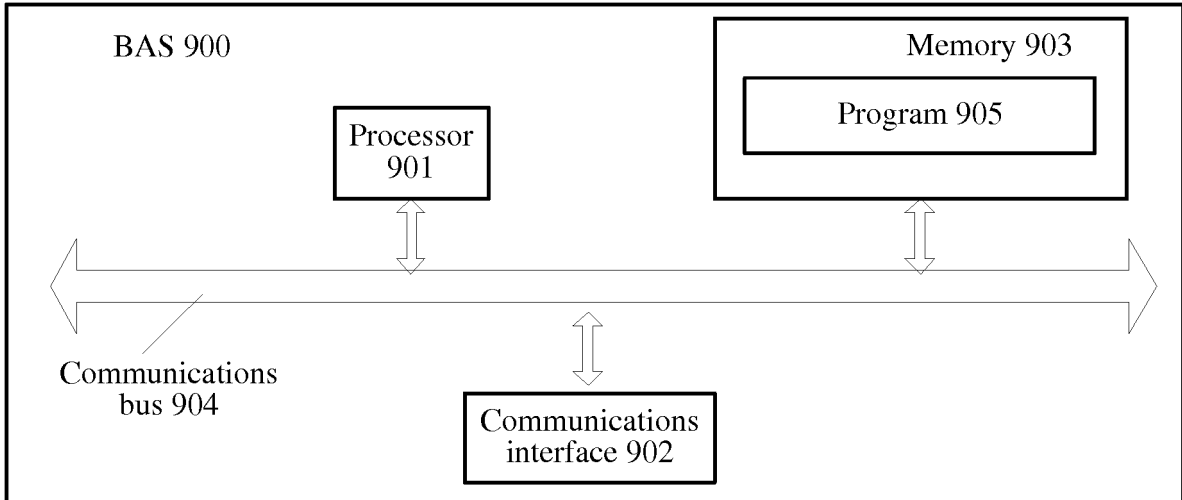 BAS 900
Memory 903
Program 905
Processor
901
Communications
bus 904
Communications
interface 902